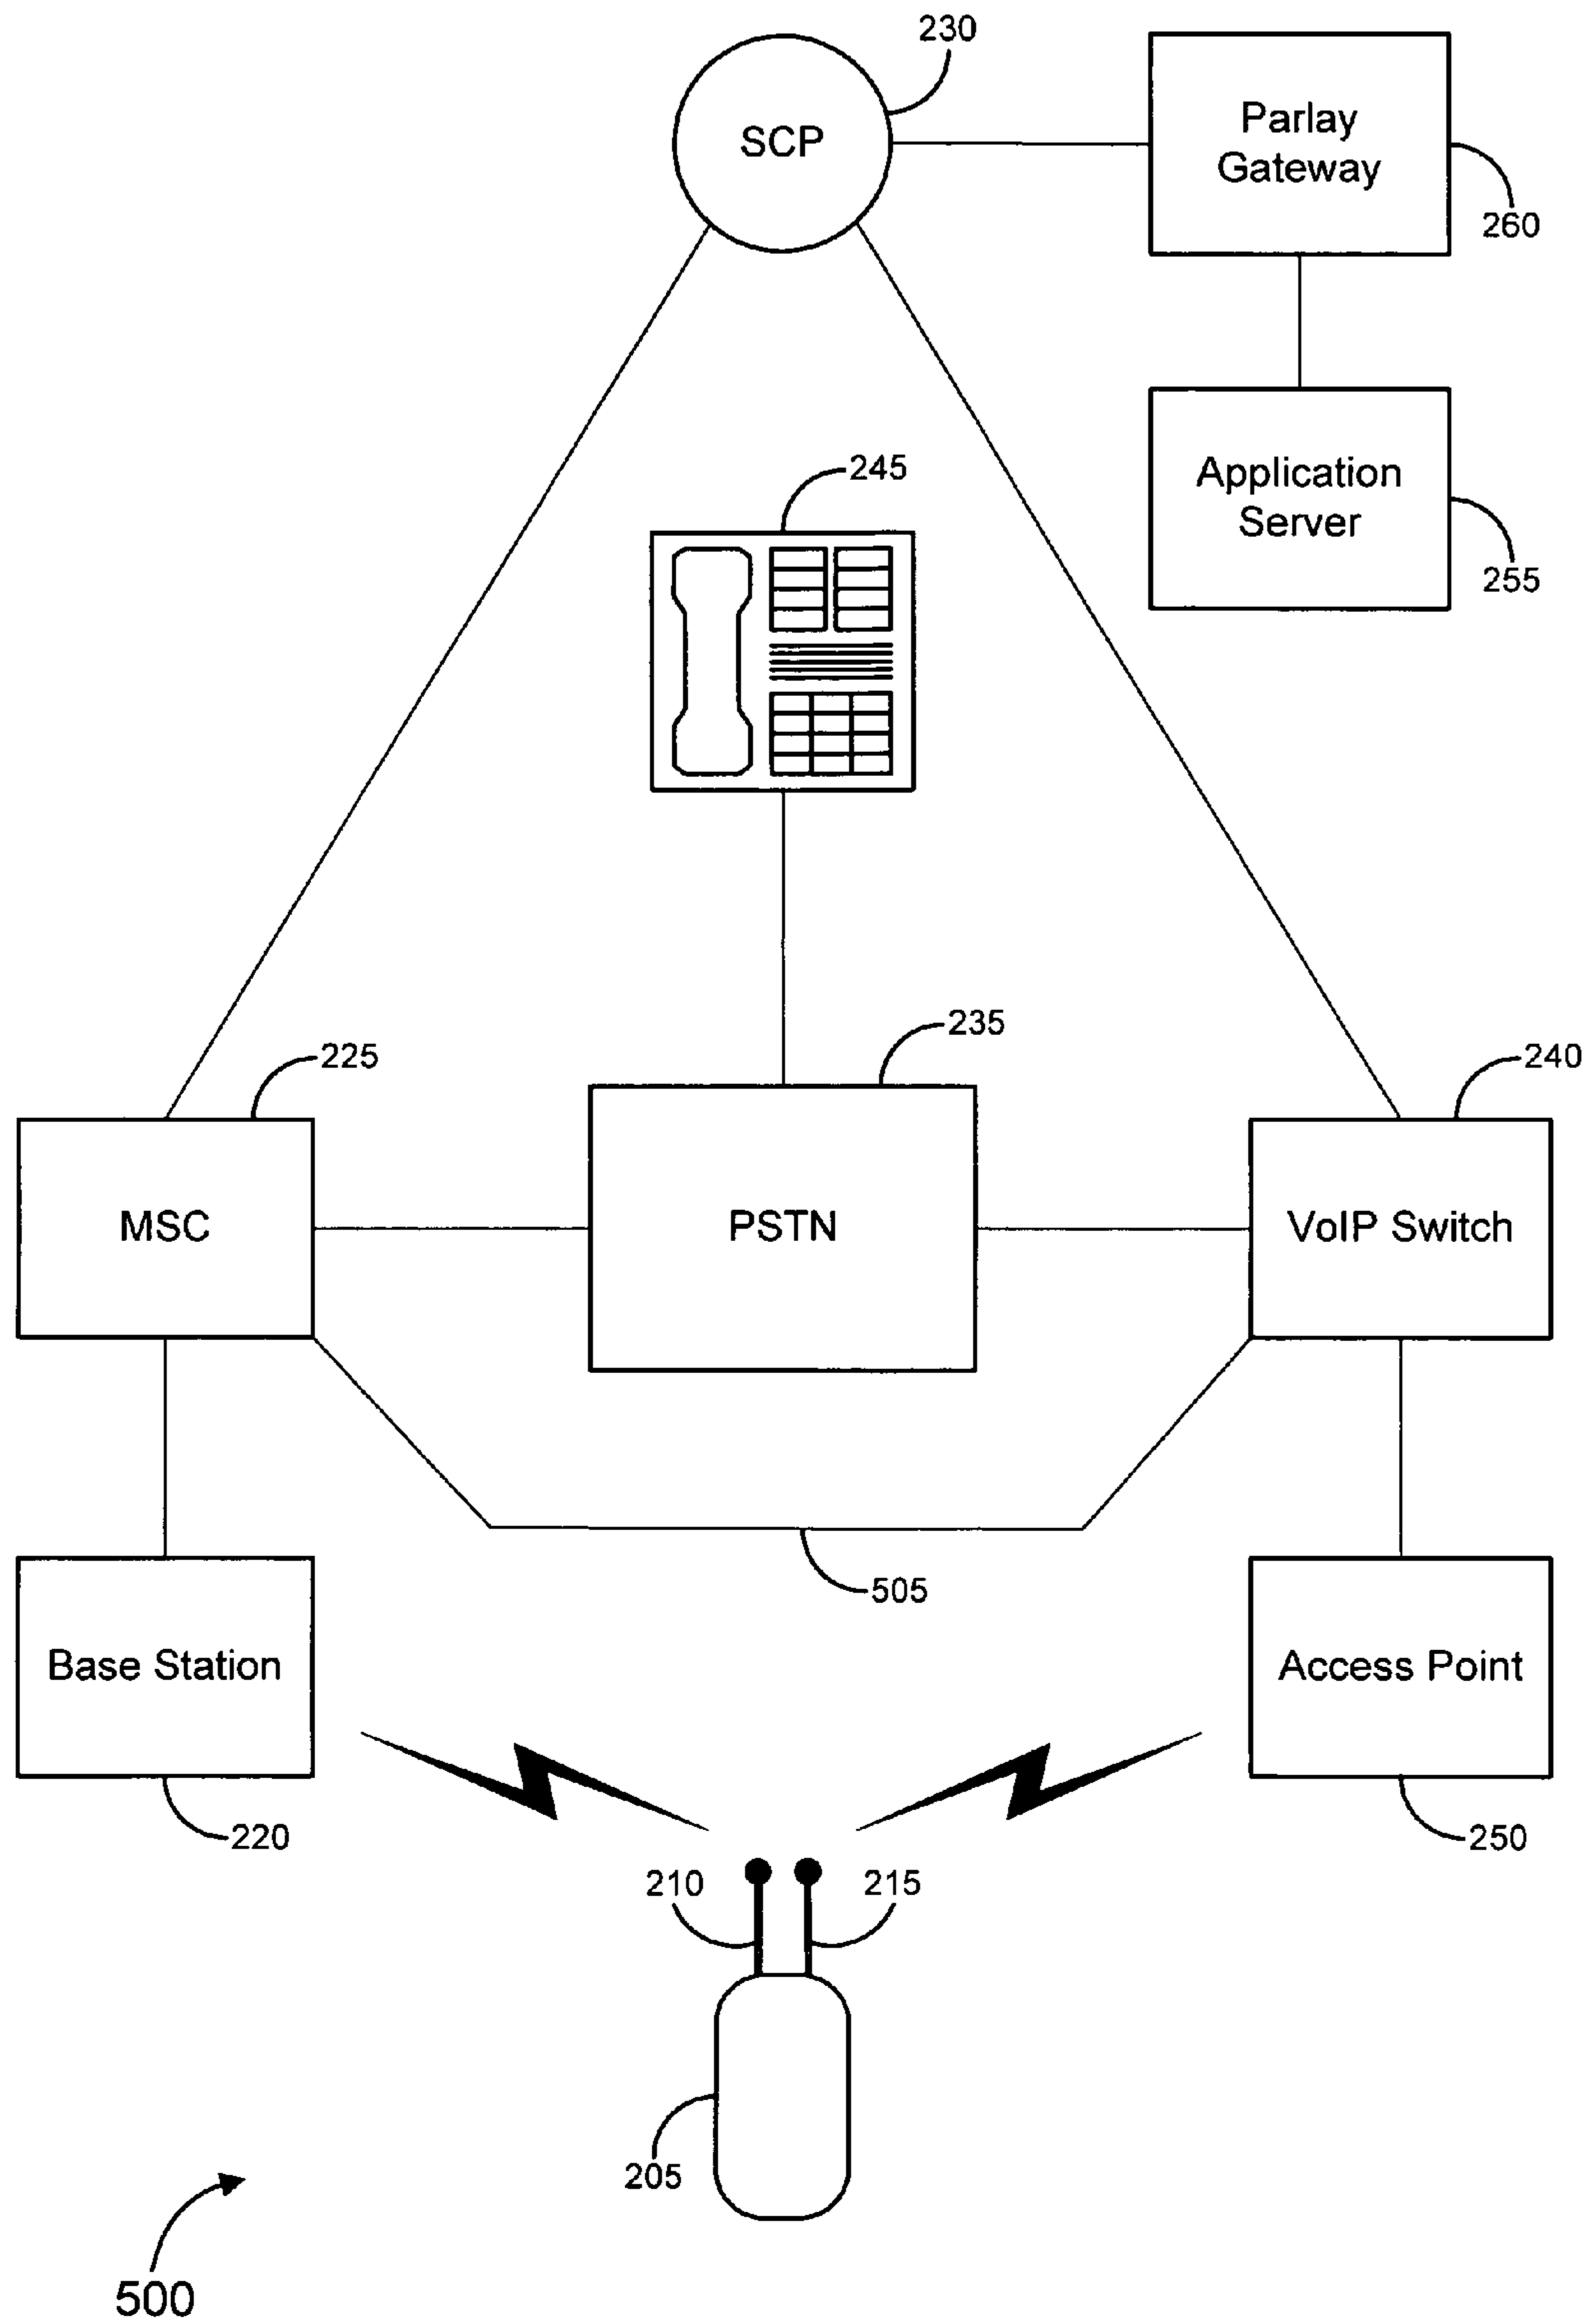 230
SCP
Parlay
Gateway
260
245
Application
Server
255
225
235
240
MSC
PSTN
VoIP Switch
505
Base Station
Access Point
220
250
210
215
205
500